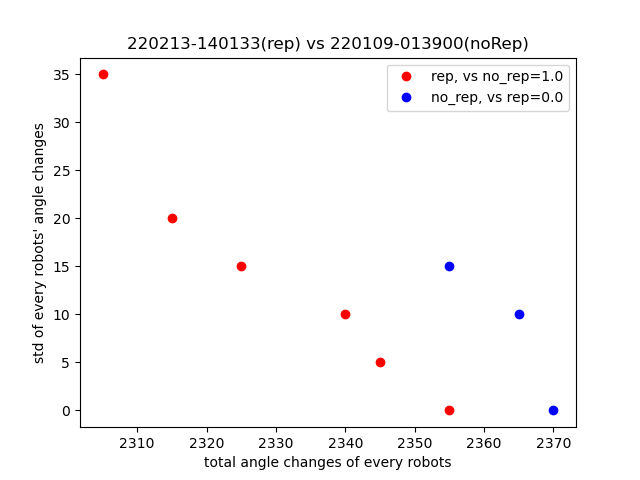 220213-140133(rep) vs 220109-013900(noRep)
rep, vs no_rep=1.0
no_rep, vs rep=0.0
std of every robots' angle changes
35
30
25
20
15
10
5
0
2310 2320 2330 2340 2350 2360 2370
total angle changes of every robots